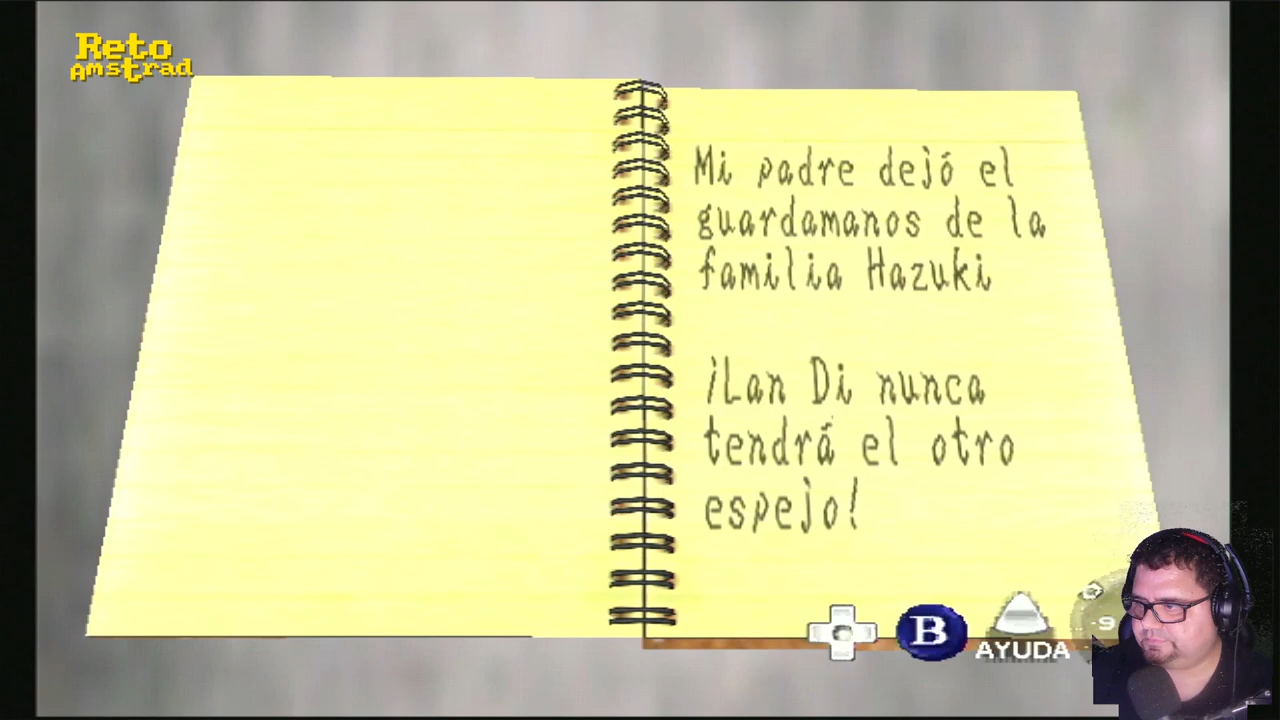 Reto
Amstrad
Mi padre dejó el
guardamanos de la
familia Hazuki
¡Lan Di nunca
tendrá el otro
espejo!
B
AYUDA